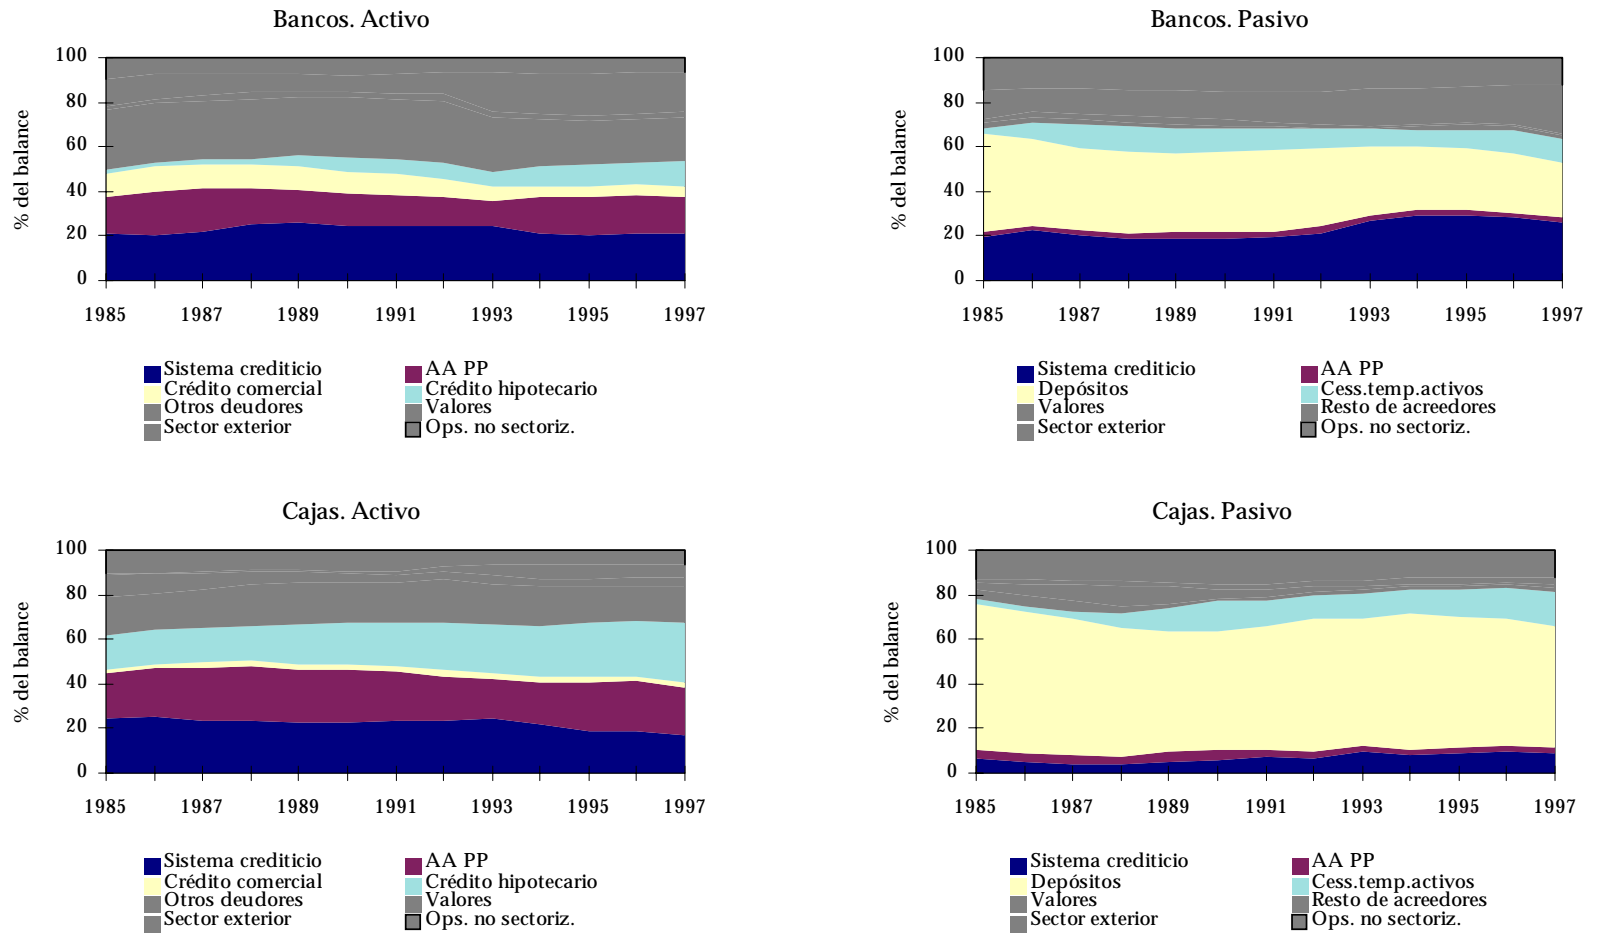 Bancos. Activo
100
80
60
40
20
0
% del balance
1985 1987 1989 1991 1993 1995 1997
Sistema crediticio AA PP
Crédito comercial Crédito hipotecario
Otros deudores Valores
Sector exterior Ops. no sectoriz.
Bancos. Pasivo
100
80
60
40
20
0
% del balance
1985 1987 1989 1991 1993 1995 1997
Sistema crediticio AA PP
Depósitos Cess.temp.activos
Valores Resto de acreedores
Sector exterior Ops. no sectoriz.
Cajas. Activo
100
80
60
40
20
0
% del balance
1985 1987 1989 1991 1993 1995 1997
Sistema crediticio AA PP
Crédito comercial Crédito hipotecario
Otros deudores Valores
Sector exterior Ops. no sectoriz.
Cajas. Pasivo
100
80
60
40
20
0
% del balance
1985 1987 1989 1991 1993 1995 1997
Sistema crediticio AA PP
Depósitos Cess.temp.activos
Valores Resto de acreedores
Sector exterior Ops. no sectoriz.